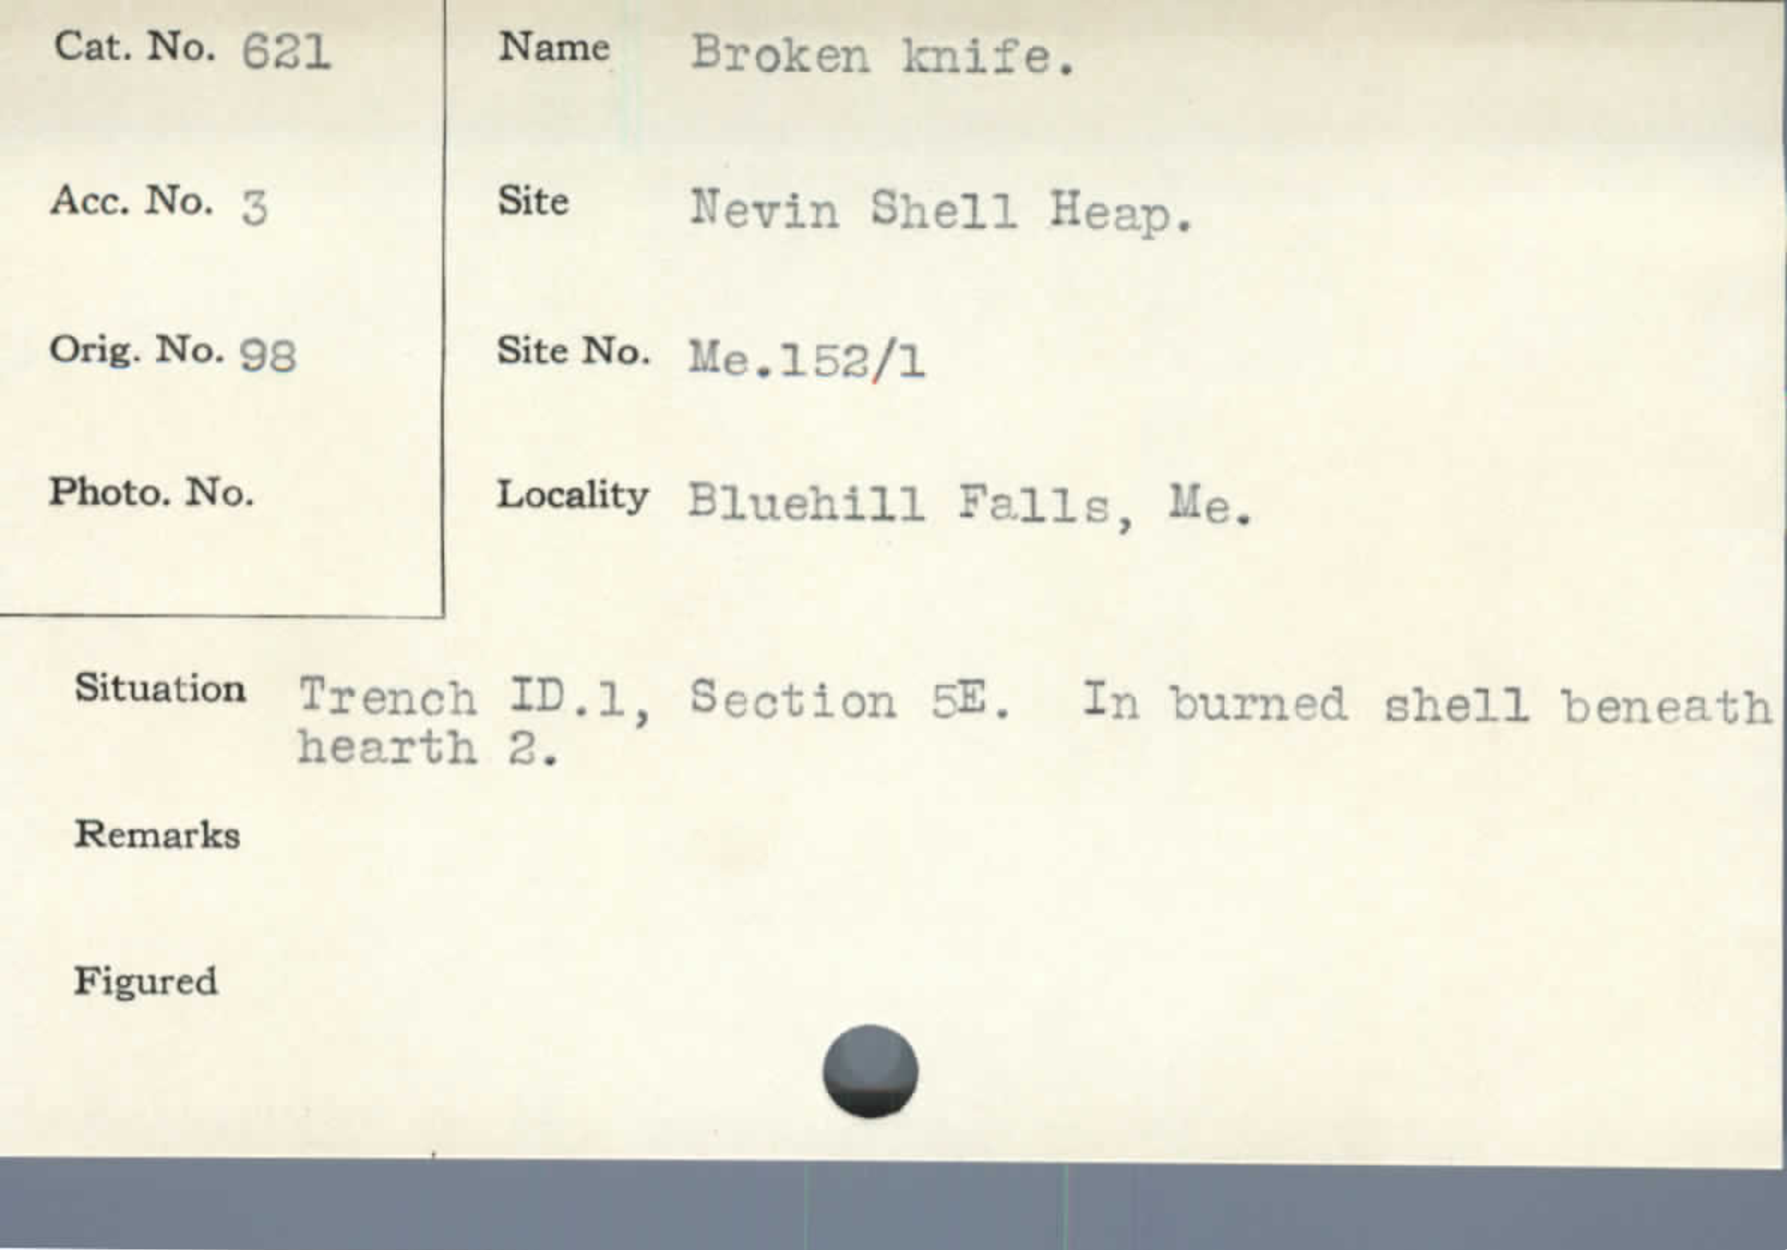 Cat. No. 621
Name Broken knife.
Acc. No. 3
Site Nevin Shell Heap.
Orig. No. 98
Site No. Me.152/1
Photo. No.
Locality Bluehill Falls, Me.
Situation Trench ID.1, Section 5E. In burned shell beneath
hearth 2.
Remarks
Figured